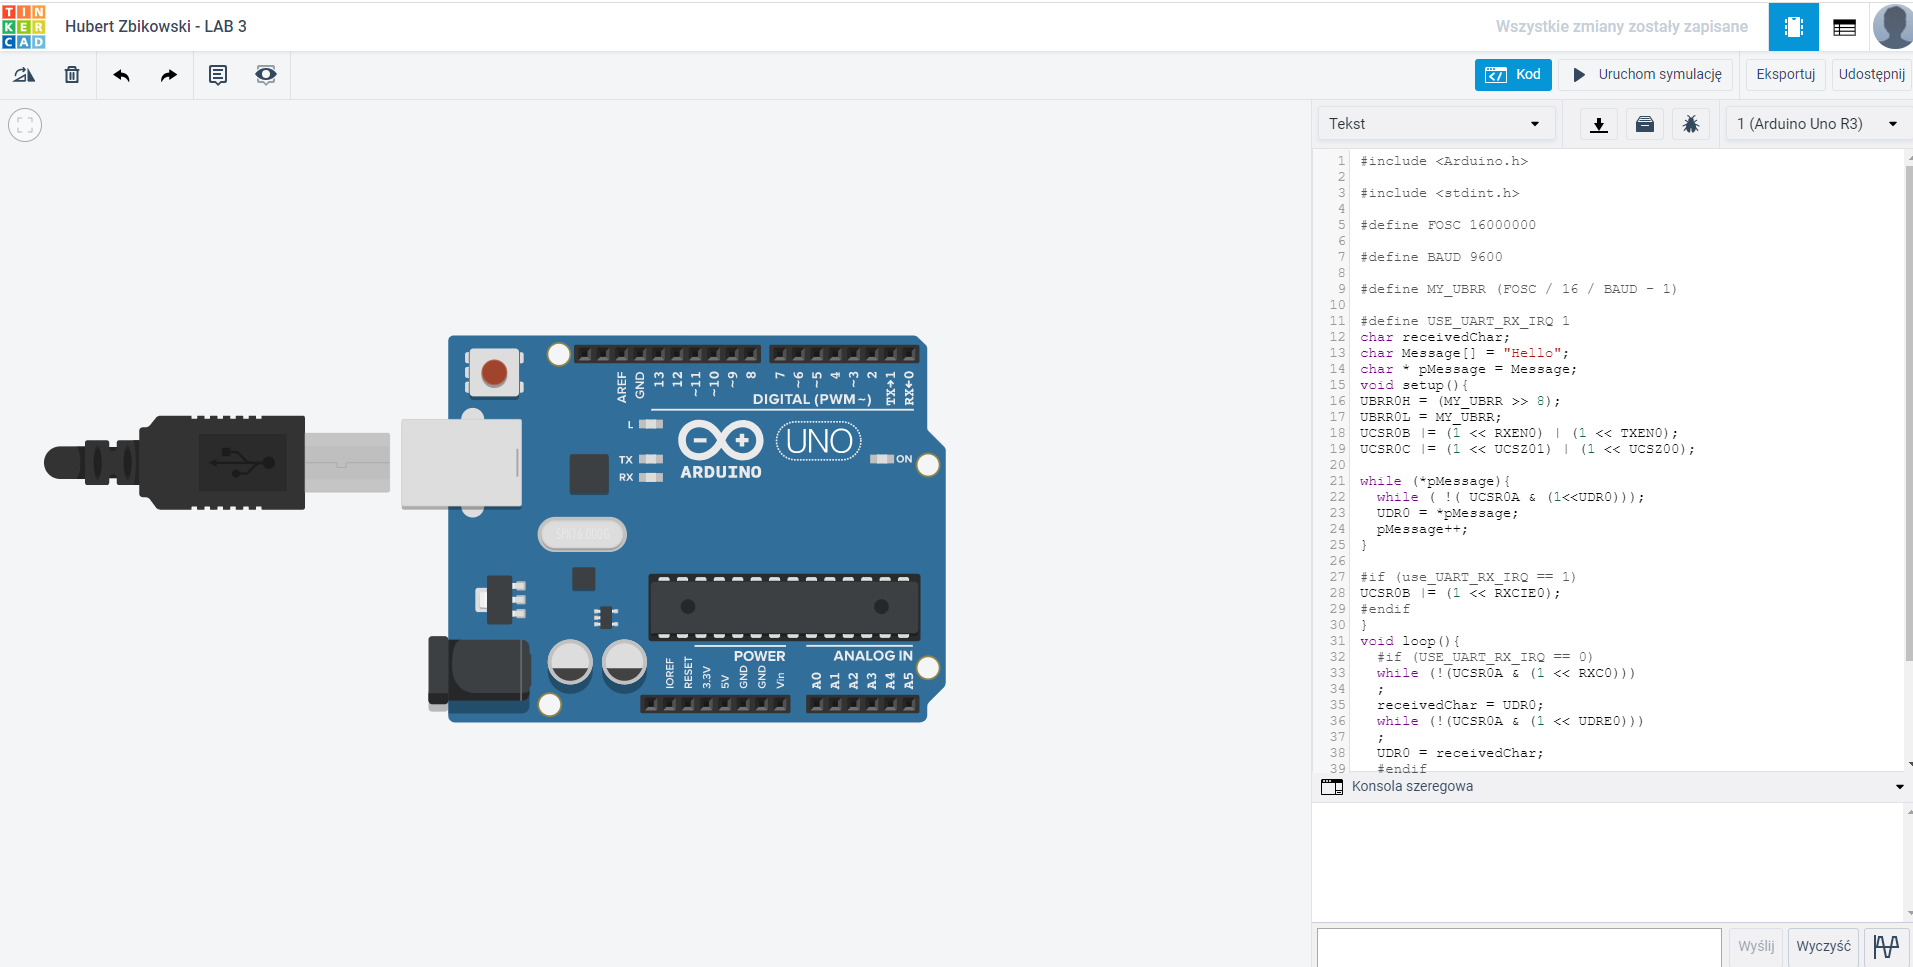 TIN
KER
CAD
Hubert Zbikowski - LAB 3
Wszystkie zmiany zostały zapisane
Kod
Uruchom symulację
Eksportuj
Udostępnij
Tekst
1 (Arduino Uno R3)
1 #include <Arduino.h>
2
3 #include <stdint.h>
4
5 #define FOSC 16000000
6
7 #define BAUD 9600
8
9 #define MY_UBRR (FOSC / 16 / BAUD - 1)
10
11 #define USE_UART_RX_IRQ 1
12 char receivedChar;
13 char Message[] = "Hello";
14 char * pMessage = Message;
15 void setup(){
16 UBRR0H = (MY_UBRR >> 8);
17 UBRR0L = MY_UBRR;
18 UCSR0B |= (1 << RXEN0) | (1 << TXEN0);
19 UCSR0C |= (1 << UCSZ01) | (1 << UCSZ00);
20
21 while (*pMessage){
22 while ( !( UCSR0A & (1<<UDR0)));
23 UDR0 = *pMessage;
24 pMessage++;
25 }
26
27 #if (use_UART_RX_IRQ == 1)
28 UCSR0B |= (1 << RXCIE0);
29 #endif
30 }
31 void loop(){
32 #if (USE_UART_RX_IRQ == 0)
33 while (!(UCSR0A & (1 << RXC0)))
34 ;
35 receivedChar = UDR0;
36 while (!(UCSR0A & (1 << UDRE0)))
37 ;
38 UDR0 = receivedChar;
39 #endif
Konsola szeregowa
Wyślij
Wyczyść
AREF
GND
13
12
~11
~10
~9
8
7
~6
~5
4
~3
2
TX→1
RX←0
DIGITAL (PWM~)
L
TX
RX
ARDUINO
UNO
ON
SPK16.000G
POWER
ANALOG IN
IOREF
RESET
3.3V
5V
GND
GND
Vin
A0
A1
A2
A3
A4
A5